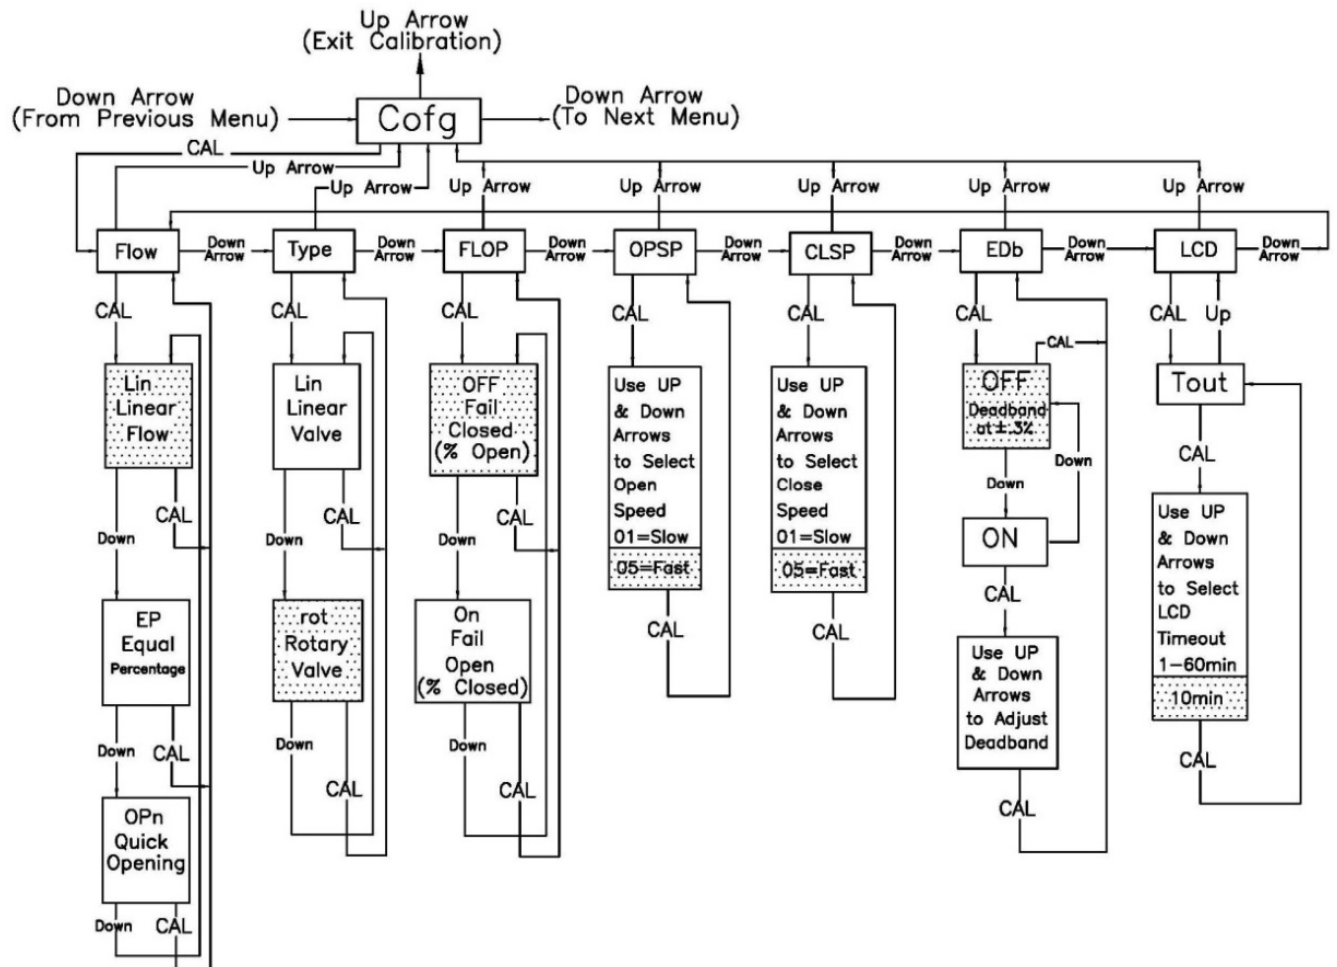 Up Arrow
(Exit Calibration)
Down Arrow
(From Previous Menu)
Cofg
Down Arrow
(To Next Menu)
CAL
Up Arrow
Up Arrow
Up Arrow
Up Arrow
Up Arrow
Up Arrow
Up Arrow
Flow
Down
Arrow
Type
Down
Arrow
FLOP
Down
Arrow
OPSP
Down
Arrow
CLSP
Down
Arrow
EDb
Down
Arrow
LCD
Down
Arrow
CAL
Lin
Linear
Flow
CAL
Down
EP
Equal
Percentage
Down
CAL
OPn
Quick
Opening
Down
CAL
CAL
Lin
Linear
Valve
CAL
Down
rot
Rotary
Valve
Down
CAL
CAL
OFF
Fail
Closed
(% Open)
CAL
Down
On
Fail
Open
(% Closed)
Down
CAL
CAL
Use UP
& Down
Arrows
to Select
Open
Speed
01=Slow
05=Fast
CAL
CAL
Use UP
& Down
Arrows
to Select
Close
Speed
01=Slow
05=Fast
CAL
CAL
CAL
OFF
Deadband
at ±.3%
Down
Down
ON
CAL
Use UP
& Down
Arrows
to Adjust
Deadband
CAL
CAL
Up
Tout
CAL
Use UP
& Down
Arrows
to Select
LCD
Timeout
1-60min
10min
CAL